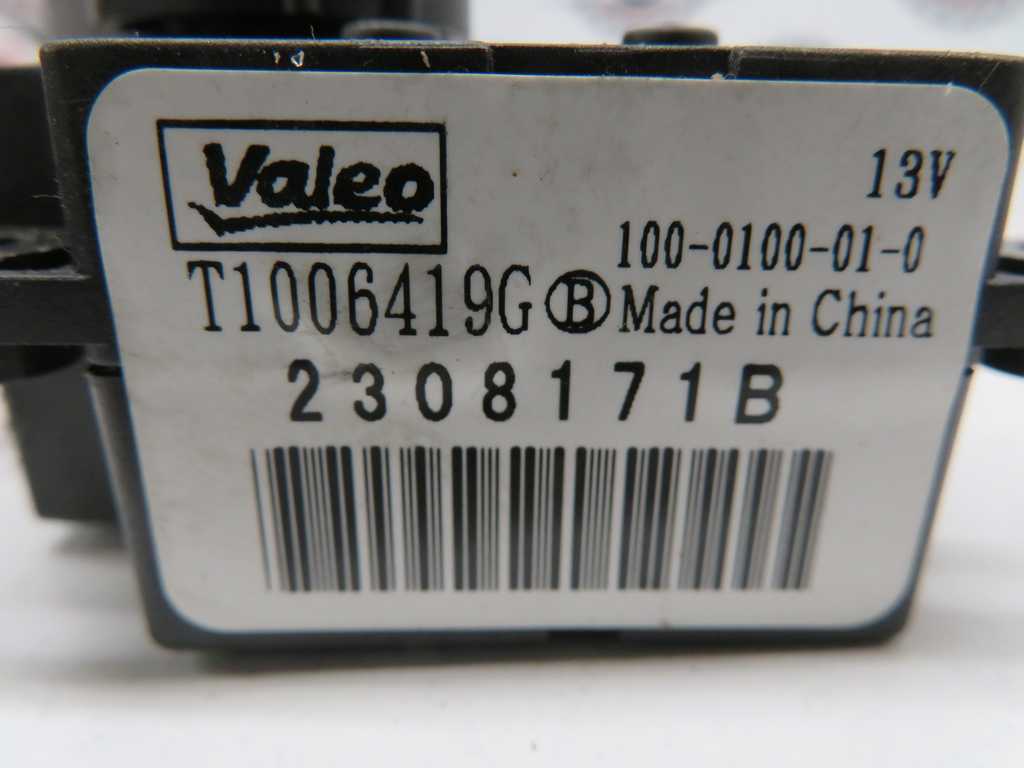 Valeo
13V
100-0100-01-0
T1006419G Ⓑ Made in China
2308171B